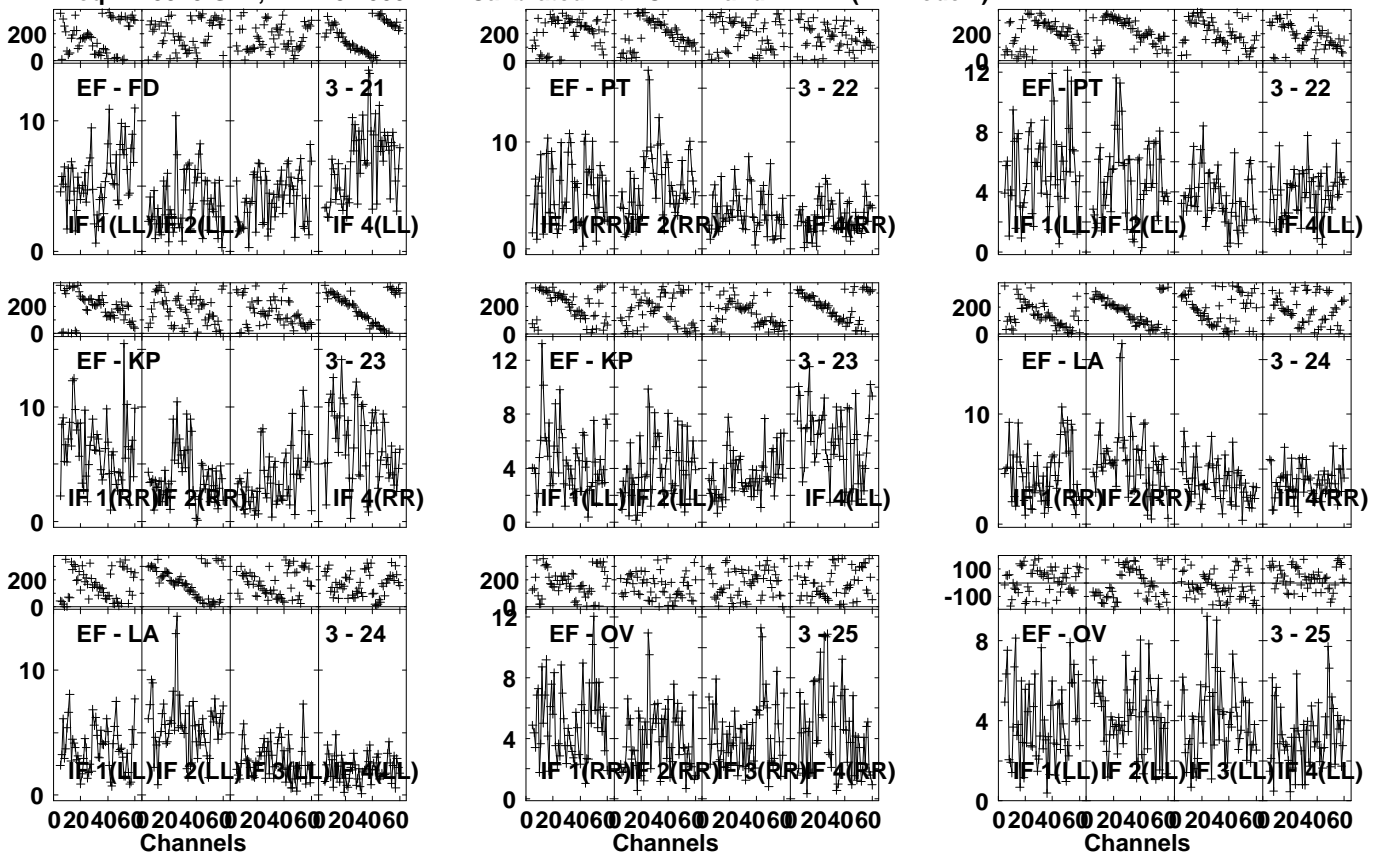 200
0
200
0
200
0
EF - FD 3 - 21
10
0
IF 1(LL) IF 2(LL) IF 4(LL)
EF - PT 3 - 22
10
0
IF 1(RR) IF 2(RR) IF 4(RR)
EF - PT 3 - 22
12
8
4
0
IF 1(LL) IF 2(LL) IF 4(LL)
200
0
200
0
200
0
EF - KP 3 - 23
10
0
IF 1(RR) IF 2(RR) IF 4(RR)
EF - KP 3 - 23
12
8
4
0
IF 1(LL) IF 2(LL) IF 4(LL)
EF - LA 3 - 24
10
0
IF 1(RR) IF 2(RR) IF 4(RR)
200
0
200
0
100
-100
EF - LA 3 - 24
10
0
IF 1(LL) IF 2(LL) IF 3(LL) IF 4(LL)
EF - OV 3 - 25
12
8
4
0
IF 1(RR) IF 2(RR) IF 3(RR) IF 4(RR)
EF - OV 3 - 25
8
4
0
IF 1(LL) IF 2(LL) IF 3(LL) IF 4(LL)
0 20 40 60 0 20 40 60 0 20 40 60 0 20 40 60
Channels
0 20 40 60 0 20 40 60 0 20 40 60 0 20 40 60
Channels
0 20 40 60 0 20 40 60 0 20 40 60 0 20 40 60
Channels